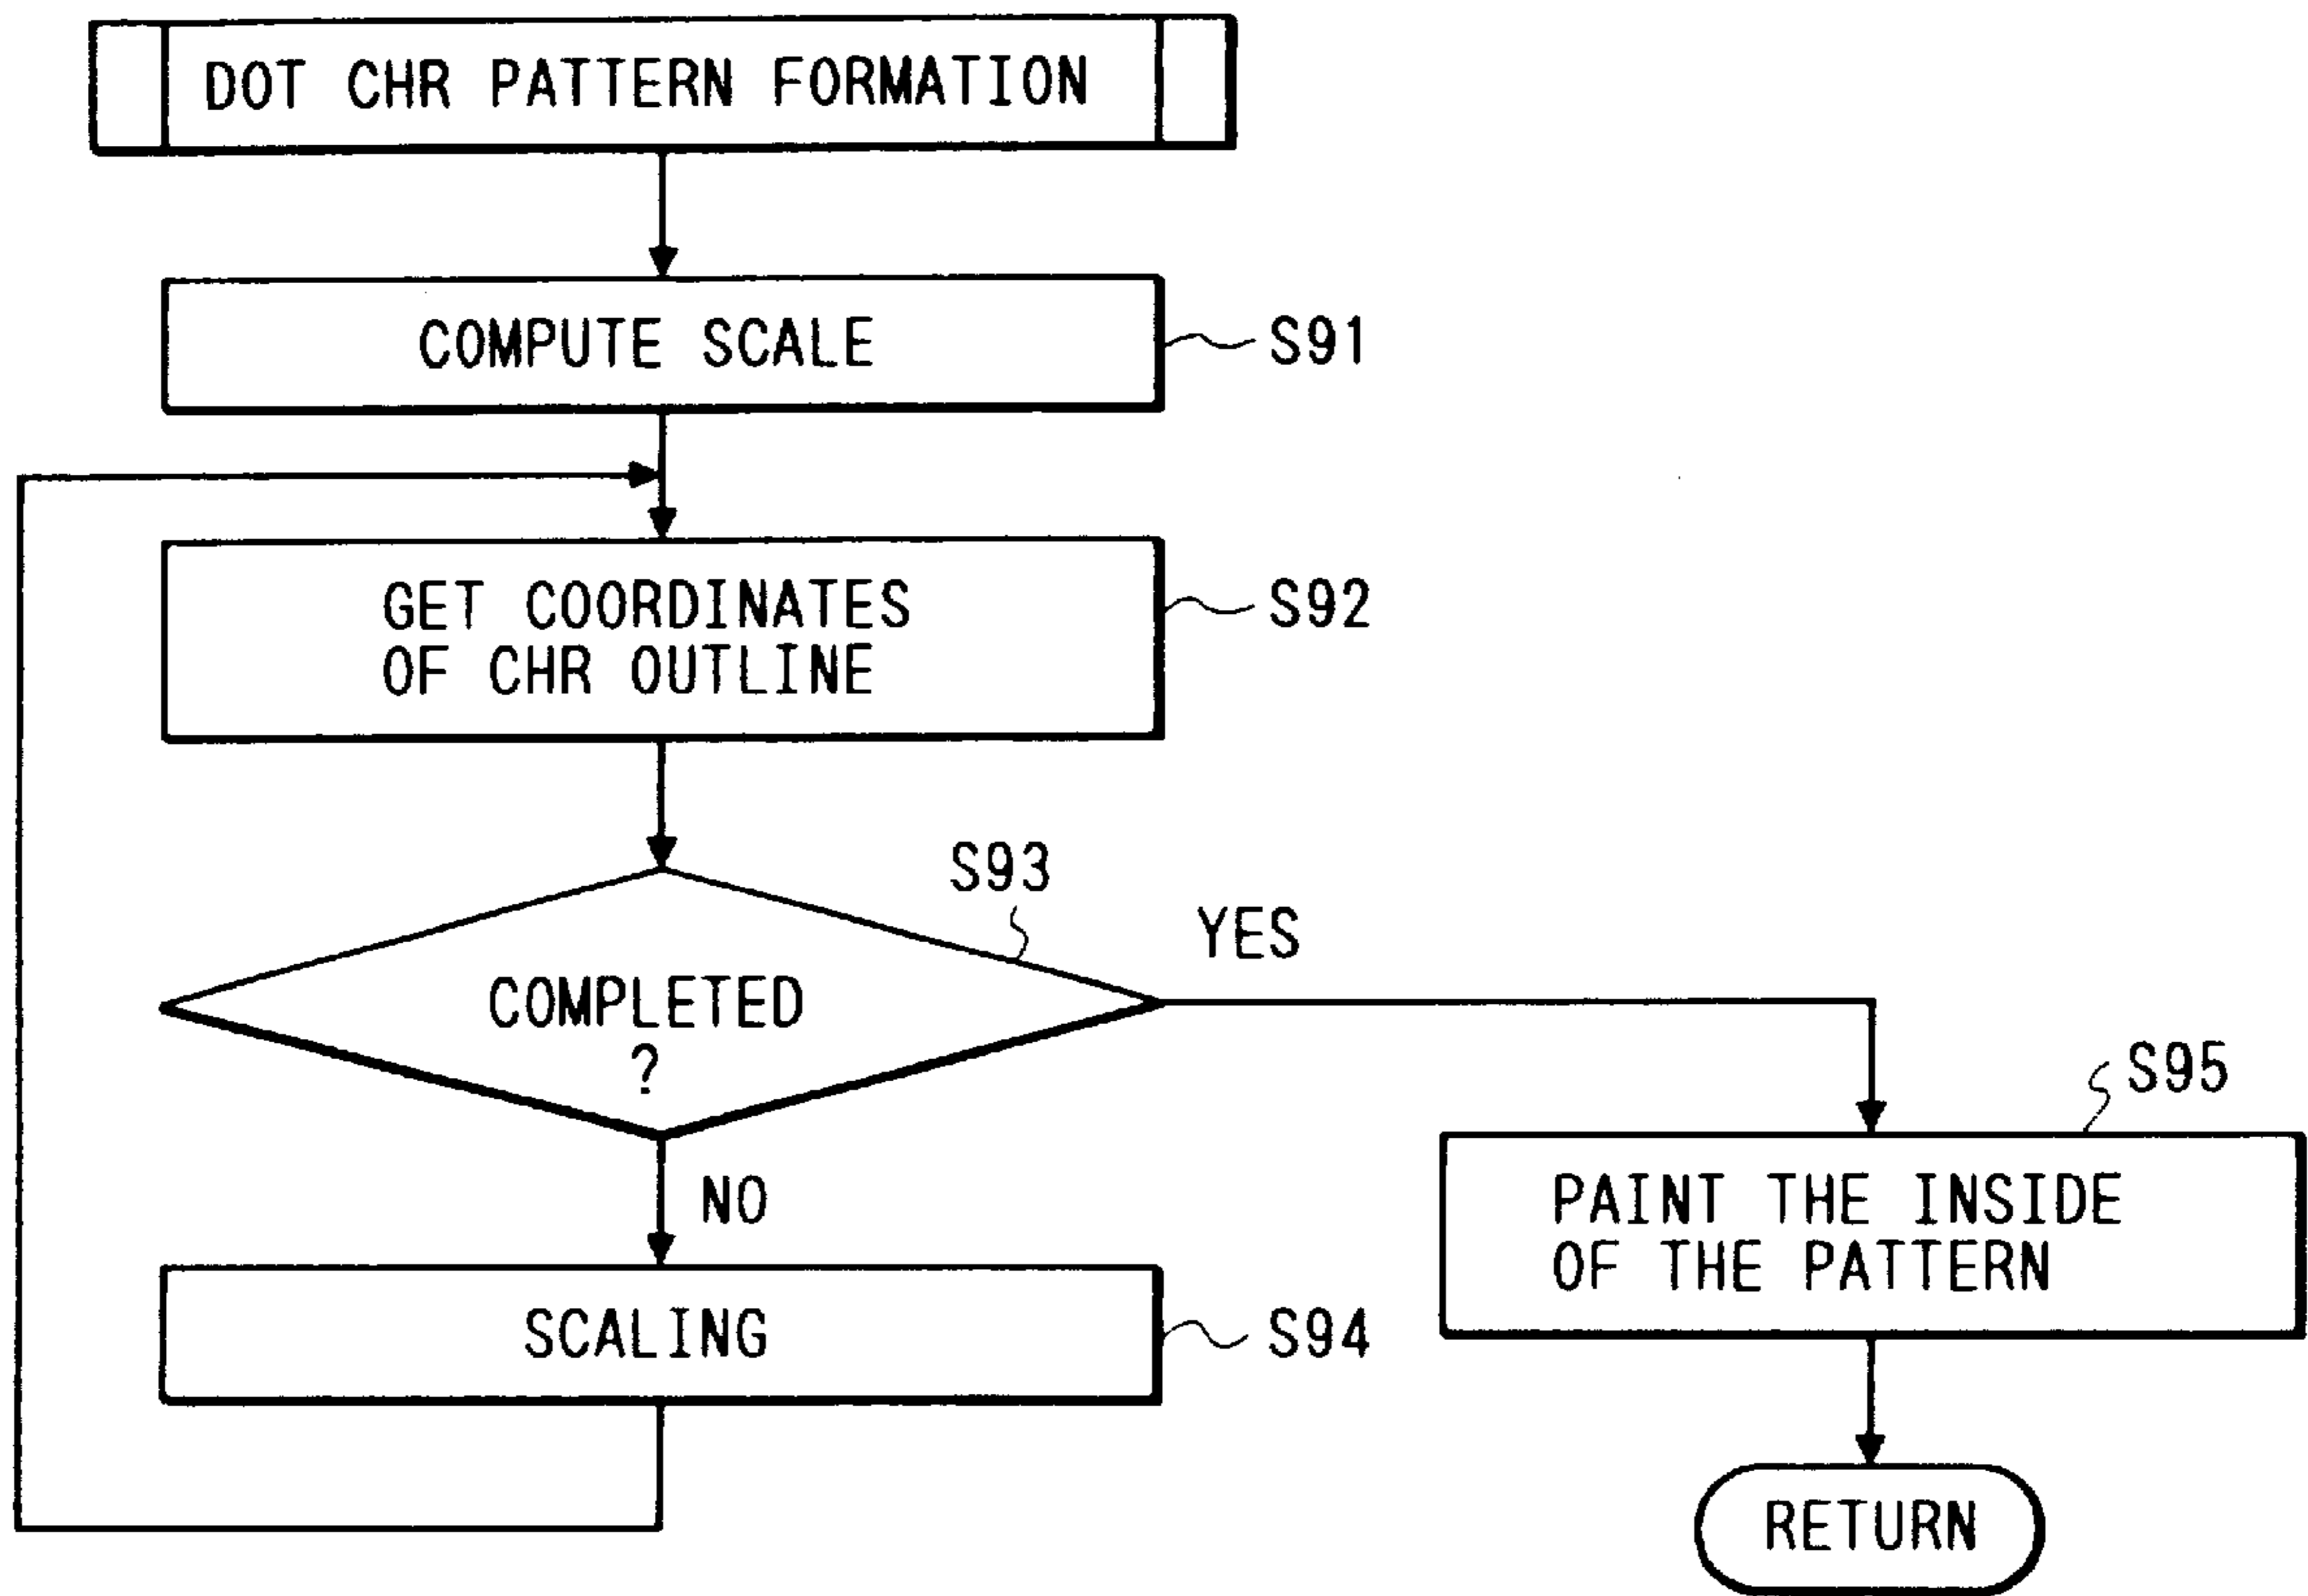 DOT CHR PATTERN FORMATION
COMPUTE SCALE
S91
GET COORDINATES
OF CHR OUTLINE
S92
S93
COMPLETED
?
YES
NO
SCALING
S94
S95
PAINT THE INSIDE
OF THE PATTERN
RETURN